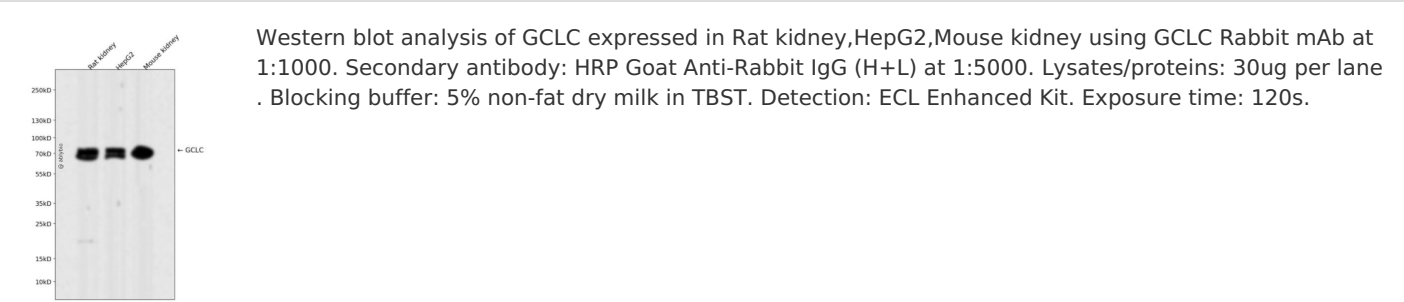 Western blot analysis of GCLC expressed in Rat kidney,HepG2,Mouse kidney using GCLC Rabbit mAb at
1:1000. Secondary antibody: HRP Goat Anti-Rabbit IgG (H+L) at 1:5000. Lysates/proteins: 30ug per lane
. Blocking buffer: 5% non-fat dry milk in TBST. Detection: ECL Enhanced Kit. Exposure time: 120s.
Rat kidney
HepG2
Mouse kidney
250kD
130kD
100kD
70kD
55kD
35kD
25kD
15kD
10kD
← GCLC